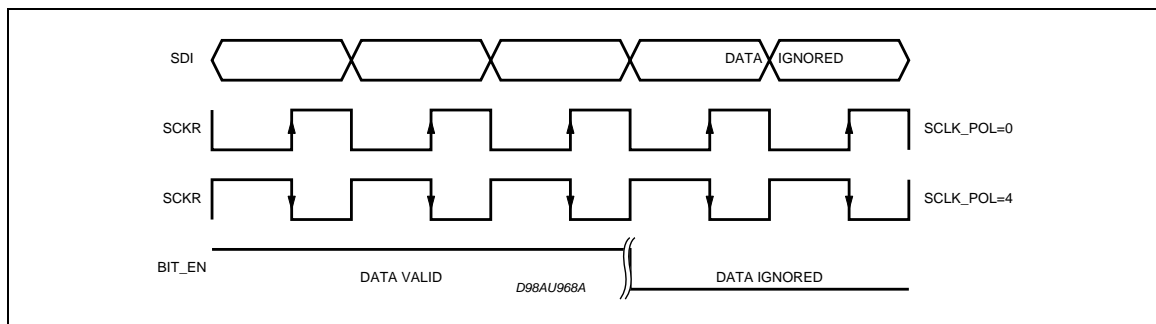 SDI DATA IGNORED
SCKR SCLK_POL=0
SCKR SCLK_POL=4
BIT_EN DATA VALID DATA IGNORED
D98AU968A